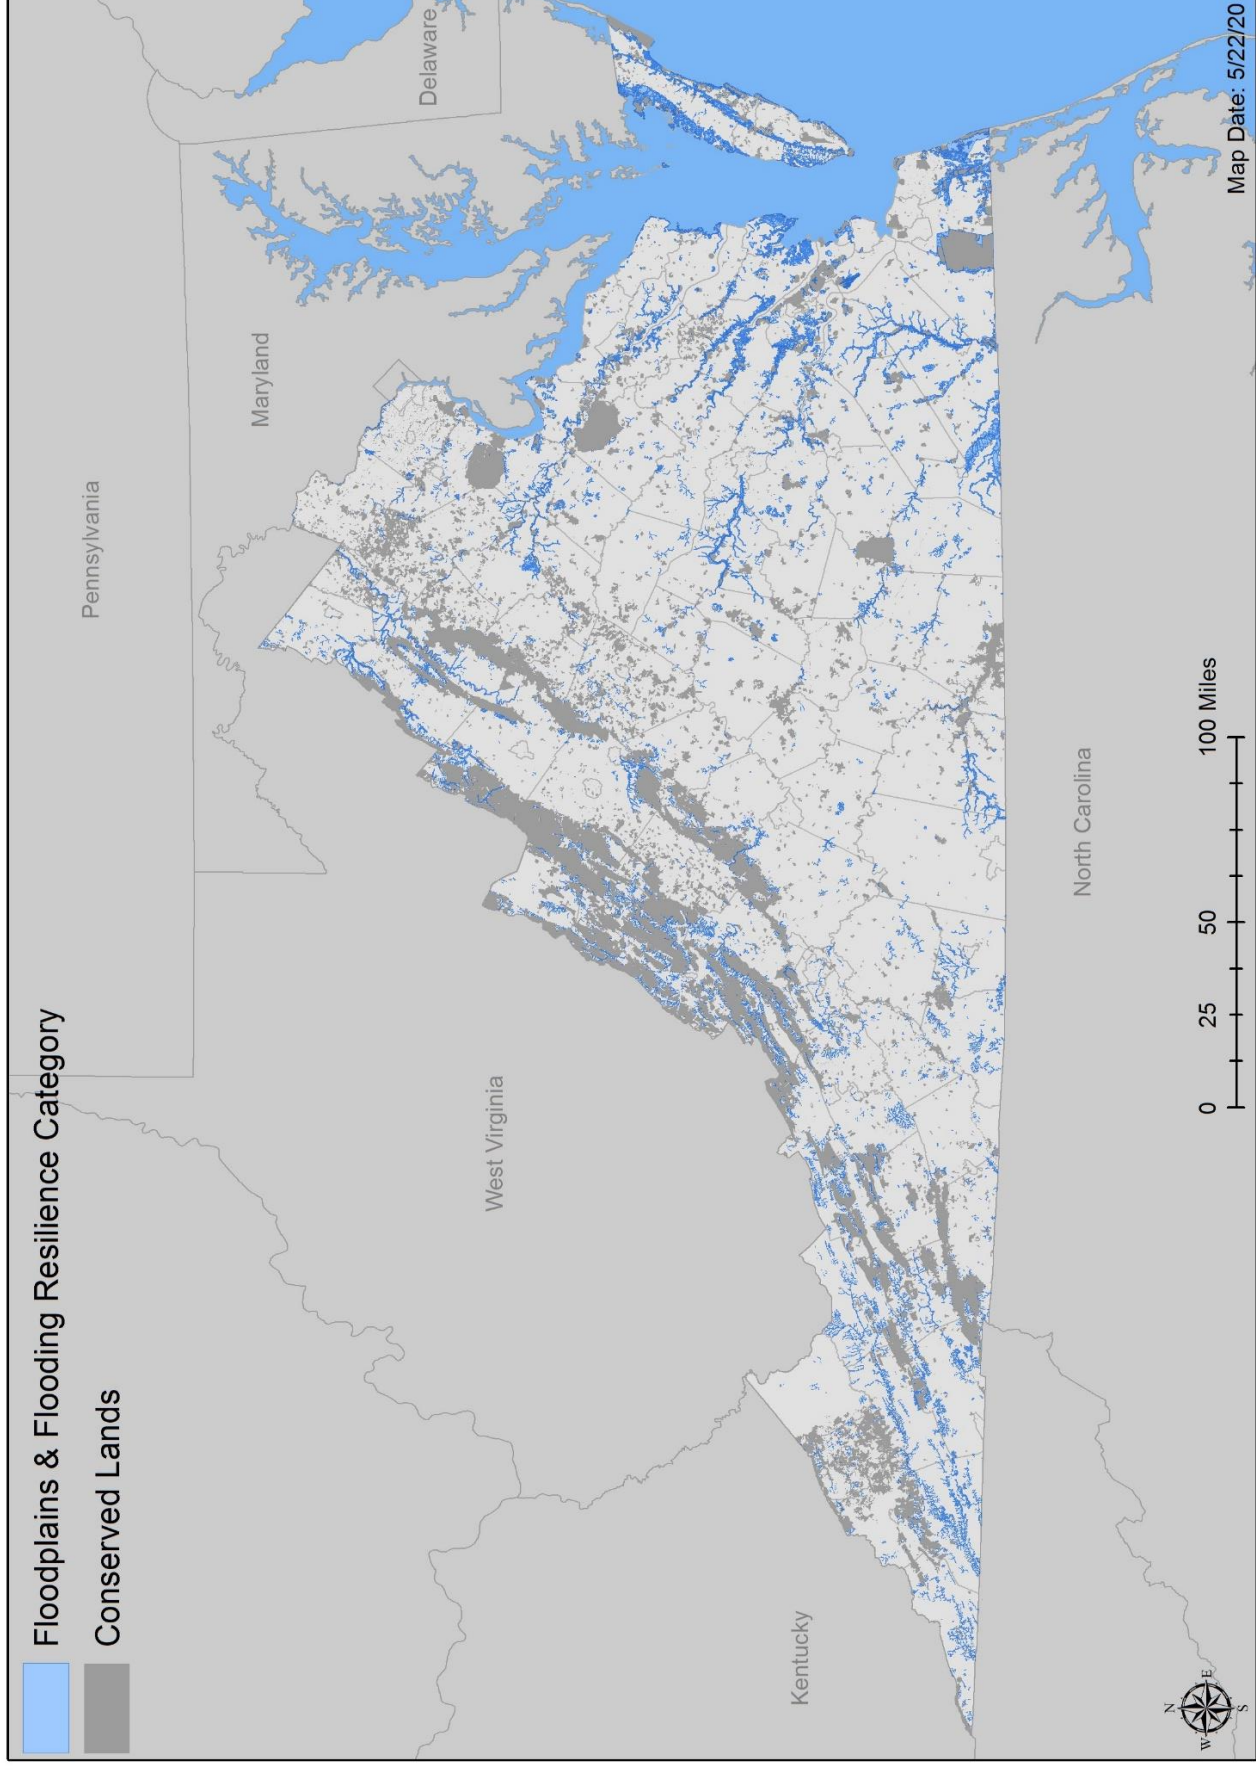 Floodplains & Flooding Resilience Category
Conserved Lands
Pennsylvania
Maryland
Delaware
West Virginia
Kentucky
North Carolina
N
W
E
S
0
25
50
100 Miles
Map Date: 5/22/20